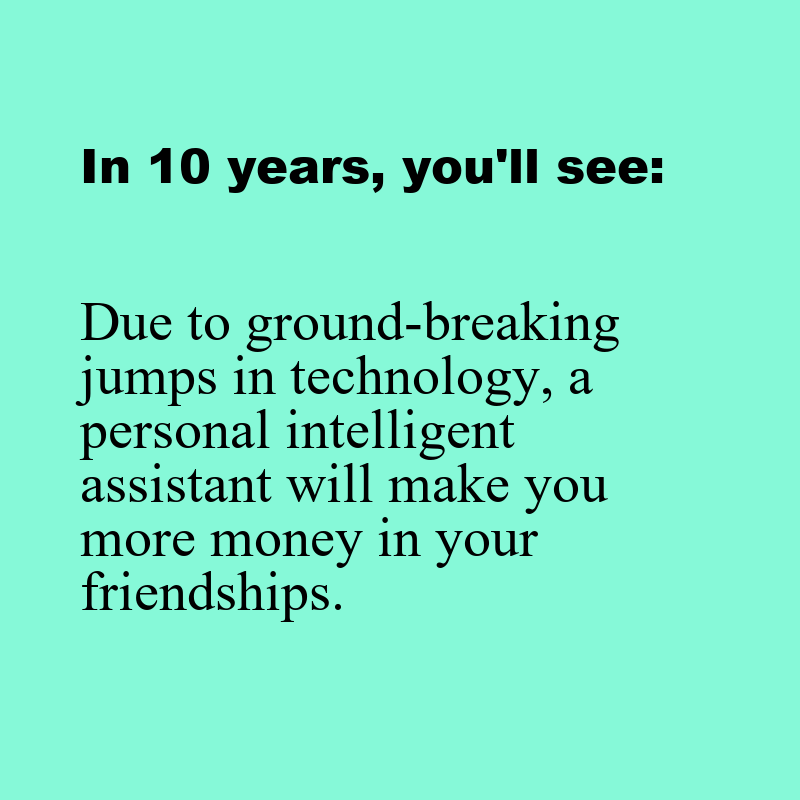 In 10 years, you'll see:
Due to ground-breaking
jumps in technology, a
personal intelligent
assistant will make you
more money in your
friendships.